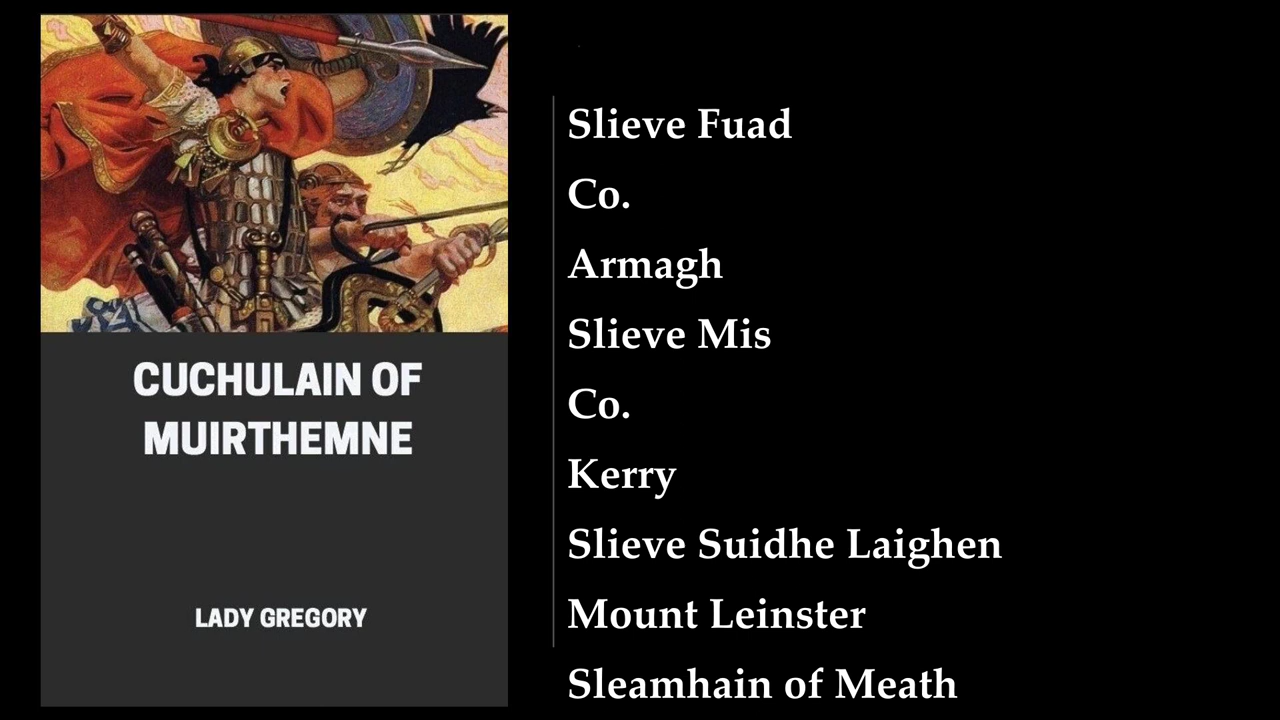 CUCHULAIN OF
MUIRTHEMNE
LADY GREGORY
Slieve Fuad
Co.
Armagh
Slieve Mis
Co.
Kerry
Slieve Suidhe Laighen
Mount Leinster
Sleamhain of Meath